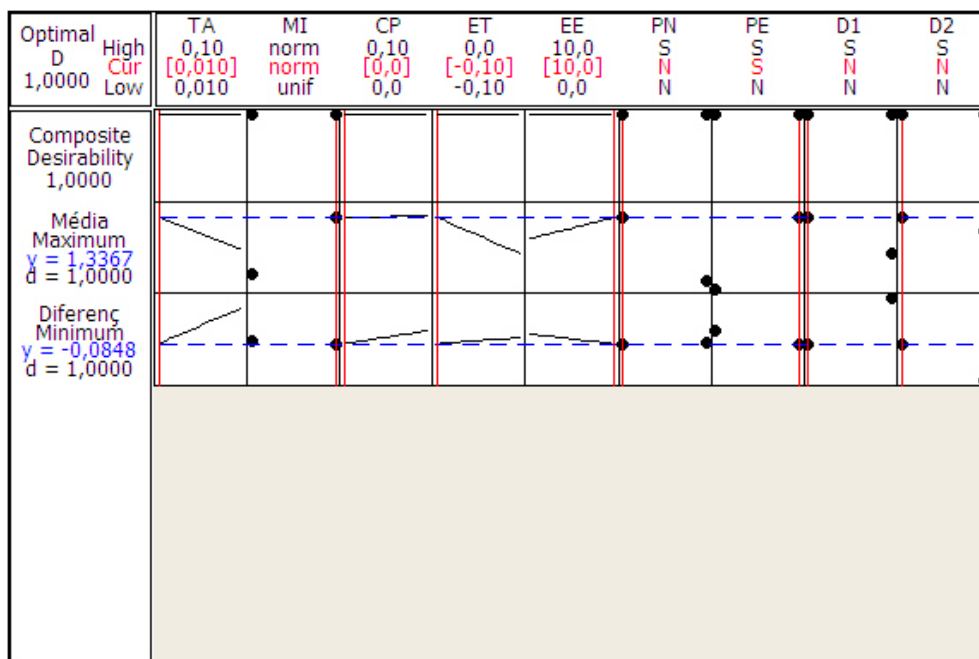 Optimal
D
1,0000
High
Cur
Low
TA
0,10
[0,010]
0,010
MI
norm
norm
unif
CP
0,10
[0,0]
0,0
ET
0,0
[-0,10]
-0,10
EE
10,0
[10,0]
0,0
PN
S
N
N
PE
S
S
N
D1
S
N
N
D2
S
N
N
Composite
Desirability
1,0000
Média
Maximum
y = 1,3367
d = 1,0000
Diferenç
Minimum
y = -0,0848
d = 1,0000